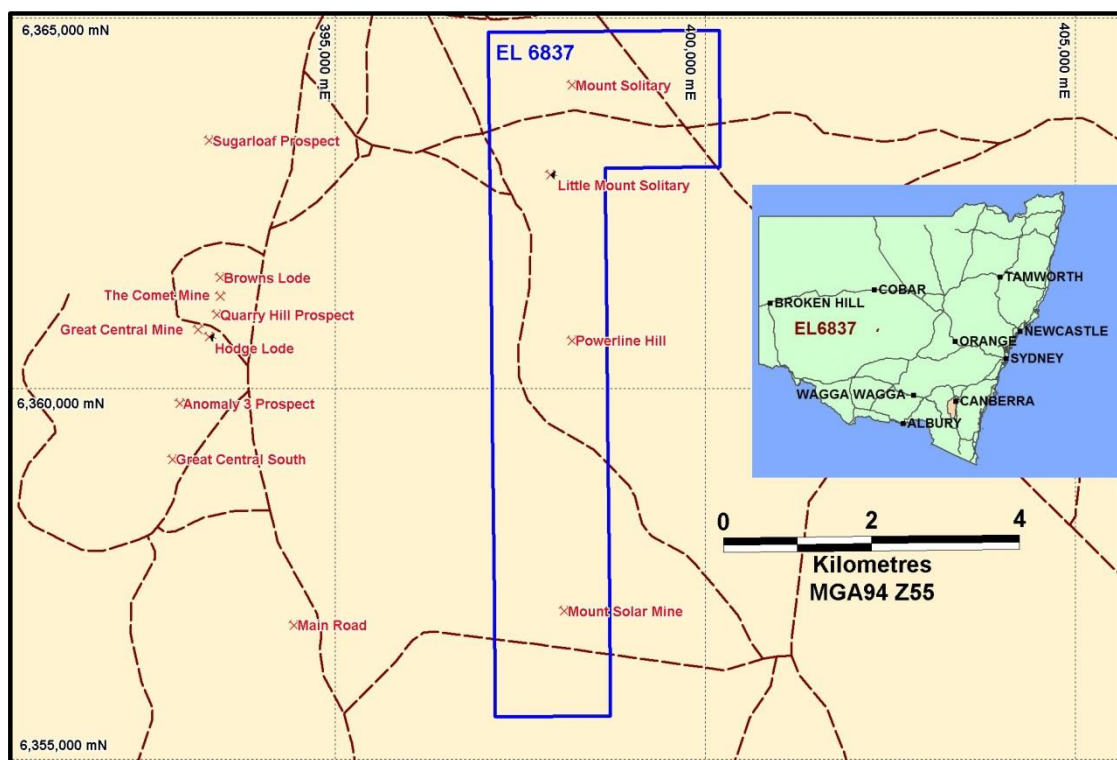 6,365,000 mN
395,000 mE
400,000 mE
405,000 mE
EL 6837
Mount Solitary
Sugarloaf Prospect
Little Mount Solitary
Browns Lode
The Comet Mine
Quarry Hill Prospect
Great Central Mine
Hodge Lode
Powerline Hill
6,360,000 mN
Anomaly 3 Prospect
Great Central South
Mount Solar Mine
Main Road
6,355,000 mN
TAMWORTH
COBAR
BROKEN HILL
EL6837
NEWCASTLE
ORANGE
SYDNEY
WAGGA WAGGA
CANBERRA
ALBURY
0 2 4
Kilometres
MGA94 Z55